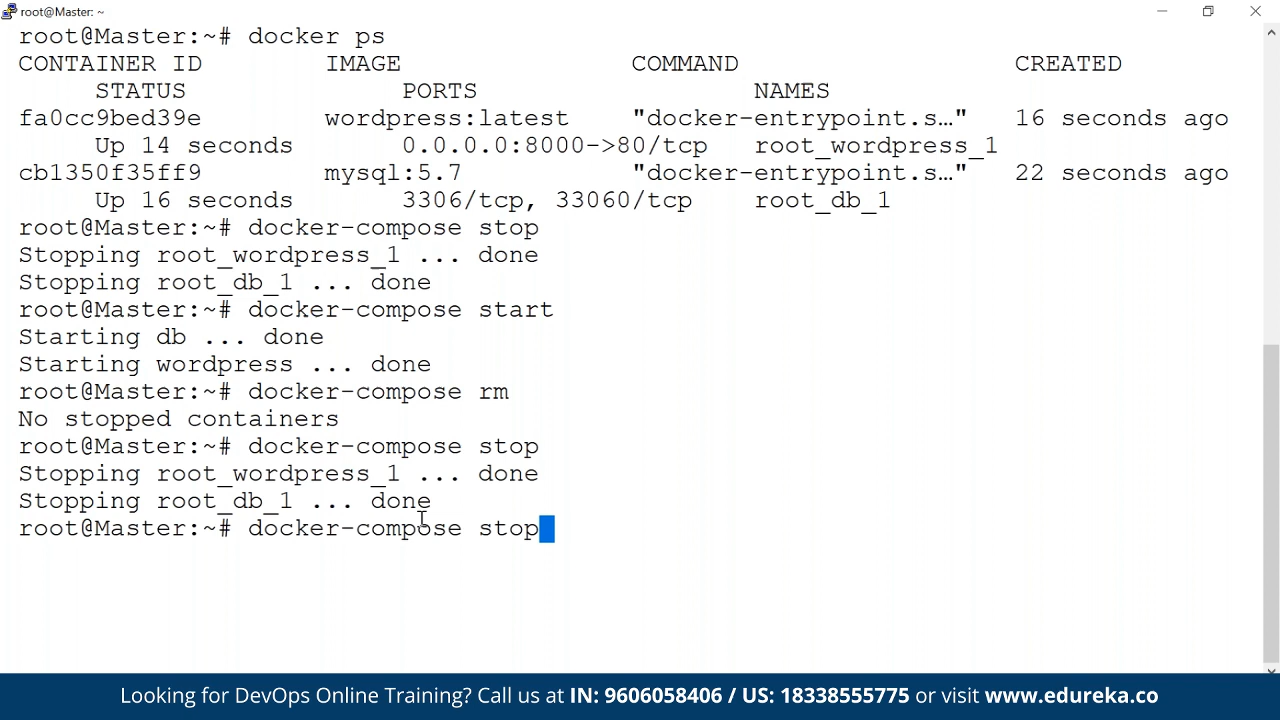 root@Master: ~
root@Master:~# docker ps
CONTAINER ID IMAGE COMMAND CREATED
STATUS PORTS NAMES
fa0cc9bed39e wordpress:latest "docker-entrypoint.s…" 16 seconds ago
Up 14 seconds 0.0.0.0:8000->80/tcp root_wordpress_1
cb1350f35ff9 mysql:5.7 "docker-entrypoint.s…" 22 seconds ago
Up 16 seconds 3306/tcp, 33060/tcp root_db_1
root@Master:~# docker-compose stop
Stopping root_wordpress_1 ... done
Stopping root_db_1 ... done
root@Master:~# docker-compose start
Starting db ... done
Starting wordpress ... done
root@Master:~# docker-compose rm
No stopped containers
root@Master:~# docker-compose stop
Stopping root_wordpress_1 ... done
Stopping root_db_1 ... done
root@Master:~# docker-compose stop
Looking for DevOps Online Training? Call us at IN: 9606058406 / US: 18338555775 or visit www.edureka.co